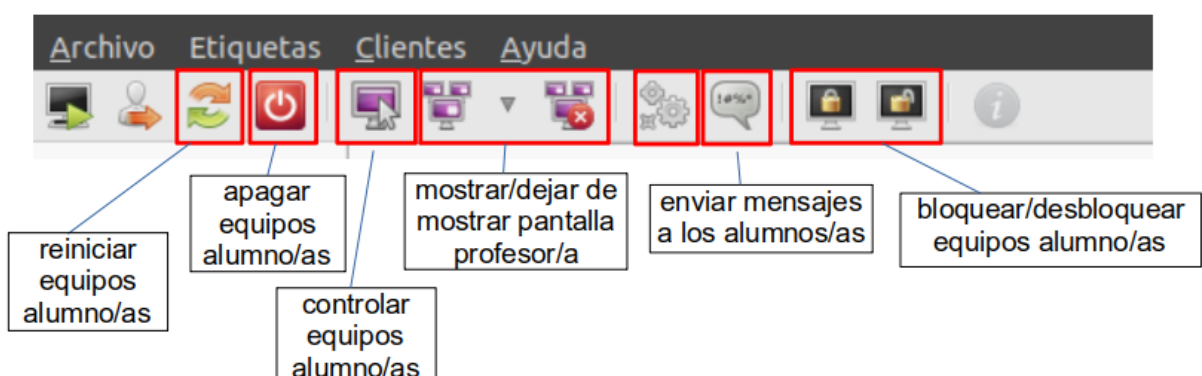 Archivo Etiquetas Clientes Ayuda
!@%*
apagar
equipos
alumno/as
mostrar/dejar de
mostrar pantalla
profesor/a
enviar mensajes
a los alumnos/as
bloquear/desbloquear
equipos alumno/as
reiniciar
equipos
alumno/as
controlar
equipos
alumno/as